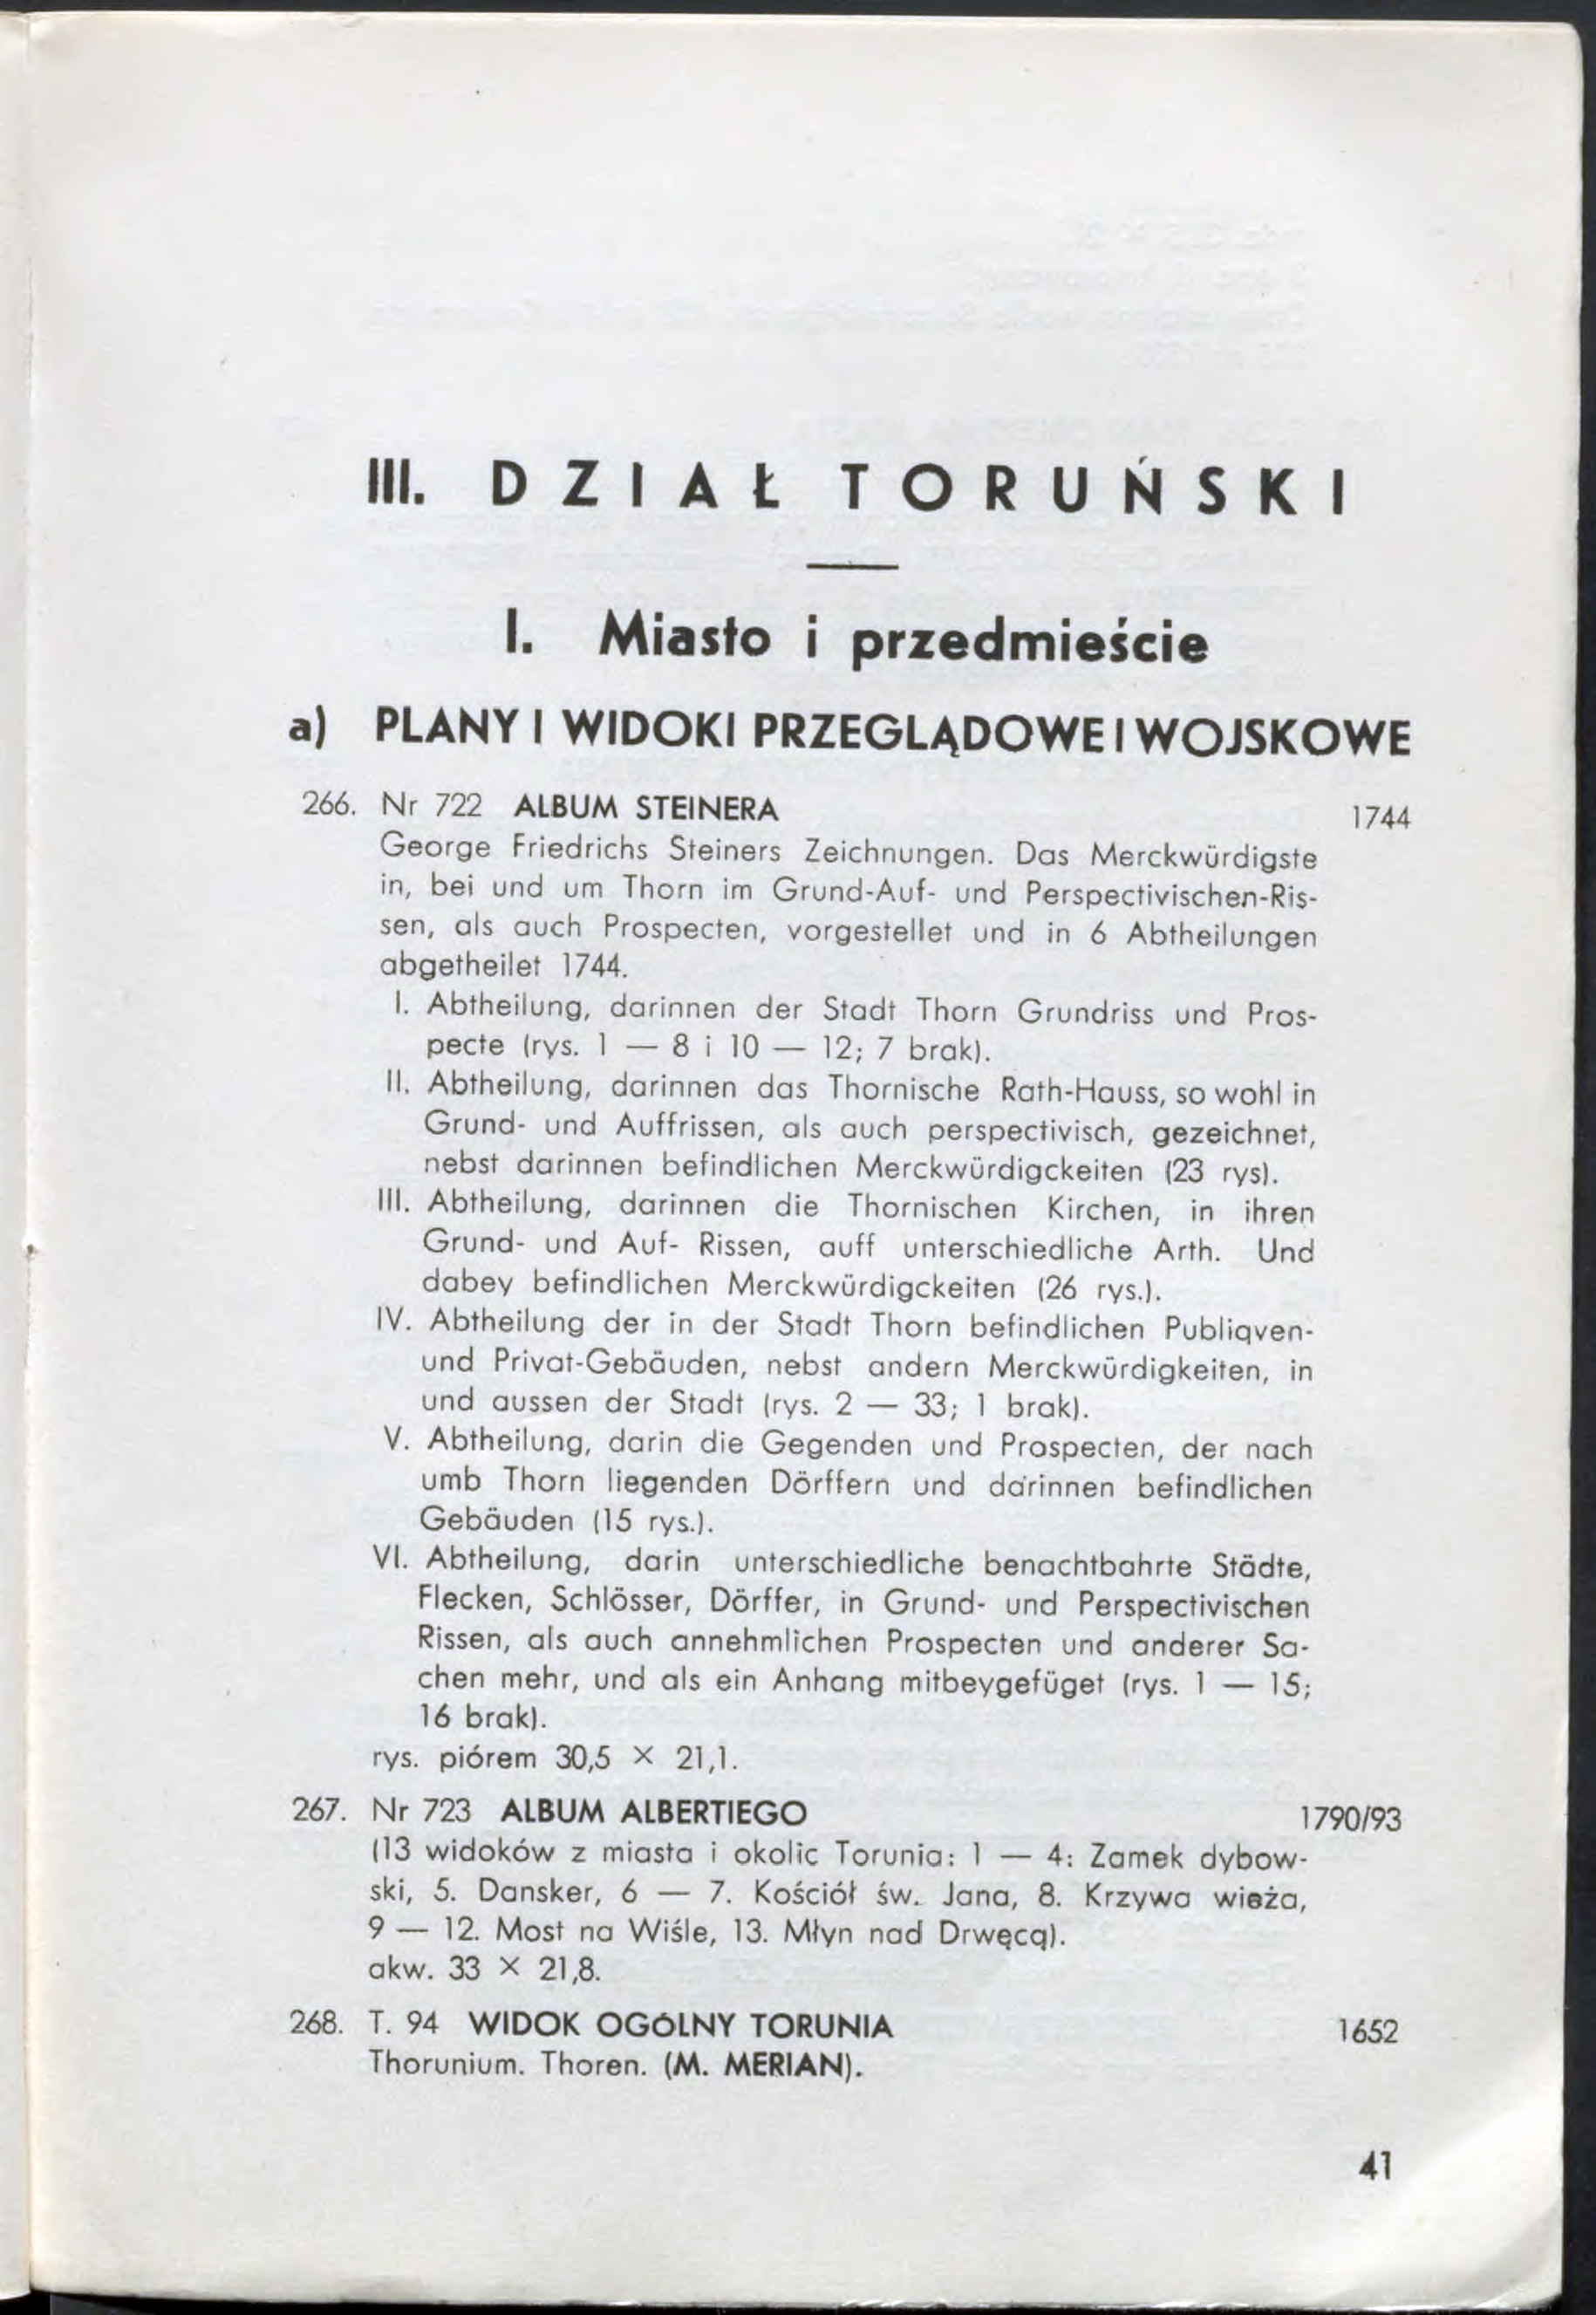 III. DZIAŁ TORUŃSKI
I. Miasto i przedmieście
a) PLANY I WIDOKI PRZEGLĄDOWE I WOJSKOWE
266. Nr 722 ALBUM STEINERA 1744
George Friedrichs Steiners Zeichnungen. Das Merckwürdigste
in, bei und um Thorn im Grund-Auf- und Perspectivischen-Ris-
sen, als auch Prospecten, vorgestellet und in 6 Abtheilungen
abgetheilet 1744.
I. Abtheilung, darinnen der Stadt Thorn Grundriss und Pros-
pecte (rys. 1 — 8 i 10 — 12; 7 brak).
II. Abtheilung, darinnen das Thornische Rath-Hauss, so wohl in
Grund- und Auffrissen, als auch perspectivisch, gezeichnet,
nebst darinnen befindlichen Merckwürdigckeiten (23 rys).
III. Abtheilung, darinnen die Thornischen Kirchen, in ihren
Grund- und Auf- Rissen, auff unterschiedliche Arth. Und
dabey befindlichen Merckwürdigckeiten (26 rys.).
IV. Abtheilung der in der Stadt Thorn befindlichen Publiqven-
und Privat-Gebäuden, nebst andern Merckwürdigkeiten, in
und aussen der Stadt (rys. 2 — 33; 1 brak).
V. Abtheilung, darin die Gegenden und Prospecten, der nach
umb Thorn liegenden Dörffern und darinnen befindlichen
Gebäuden (15 rys.).
VI. Abtheilung, darin unterschiedliche benachtbahrte Städte,
Flecken, Schlösser, Dörffer, in Grund- und Perspectivischen
Rissen, als auch annehmlichen Prospecten und anderer Sa-
chen mehr, und als ein Anhang mitbeygefüget (rys. 1 — 15;
16 brak).
rys. piórem 30,5 × 21,1.
267. Nr 723 ALBUM ALBERTIEGO 1790/93
(13 widoków z miasta i okolic Torunia: 1 — 4: Zamek dybow-
ski, 5. Dansker, 6 — 7. Kościół św. Jana, 8. Krzywa wieża,
9 — 12. Most na Wiśle, 13. Młyn nad Drwęcą).
akw. 33 × 21,8.
268. T. 94 WIDOK OGÓLNY TORUNIA 1652
Thorunium. Thoren. (M. MERIAN).
41